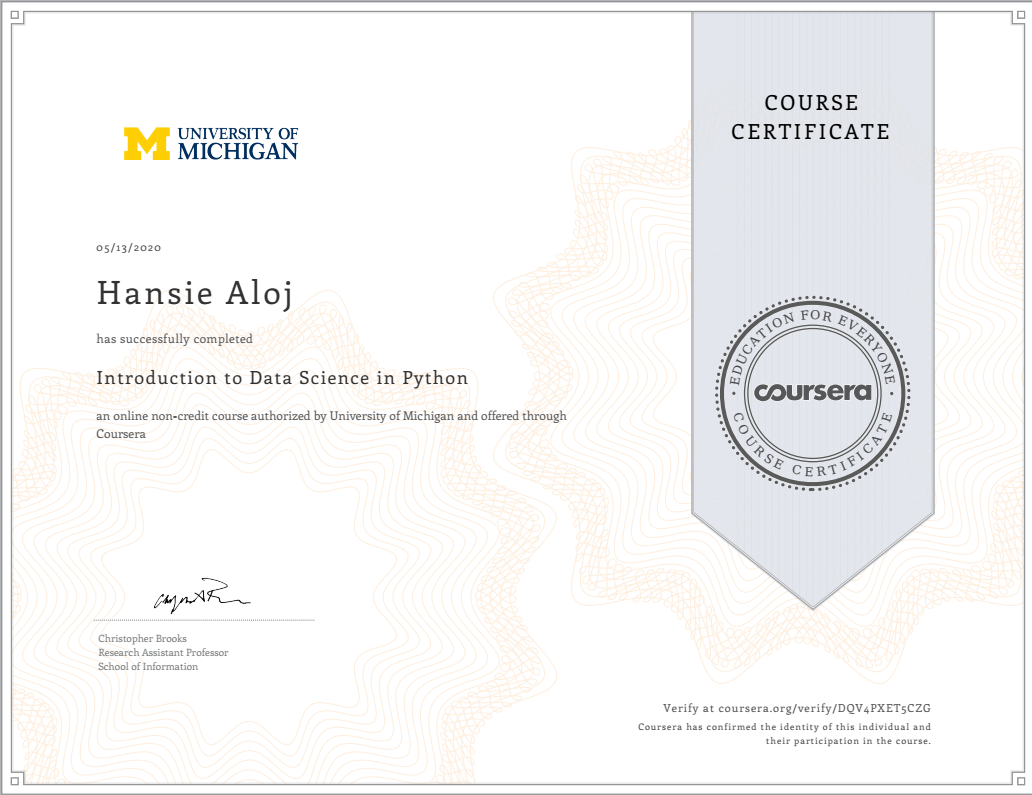 COURSE
CERTIFICATE
UNIVERSITY OF
MICHIGAN
05/13/2020
Hansie Aloj
has successfully completed
Introduction to Data Science in Python
an online non-credit course authorized by University of Michigan and offered through
Coursera
EDUCATION FOR EVERYONE
coursera
COURSE CERTIFICATE
Christopher Brooks
Research Assistant Professor
School of Information
Verify at coursera.org/verify/DQV4PXET5CZG
Coursera has confirmed the identity of this individual and
their participation in the course.